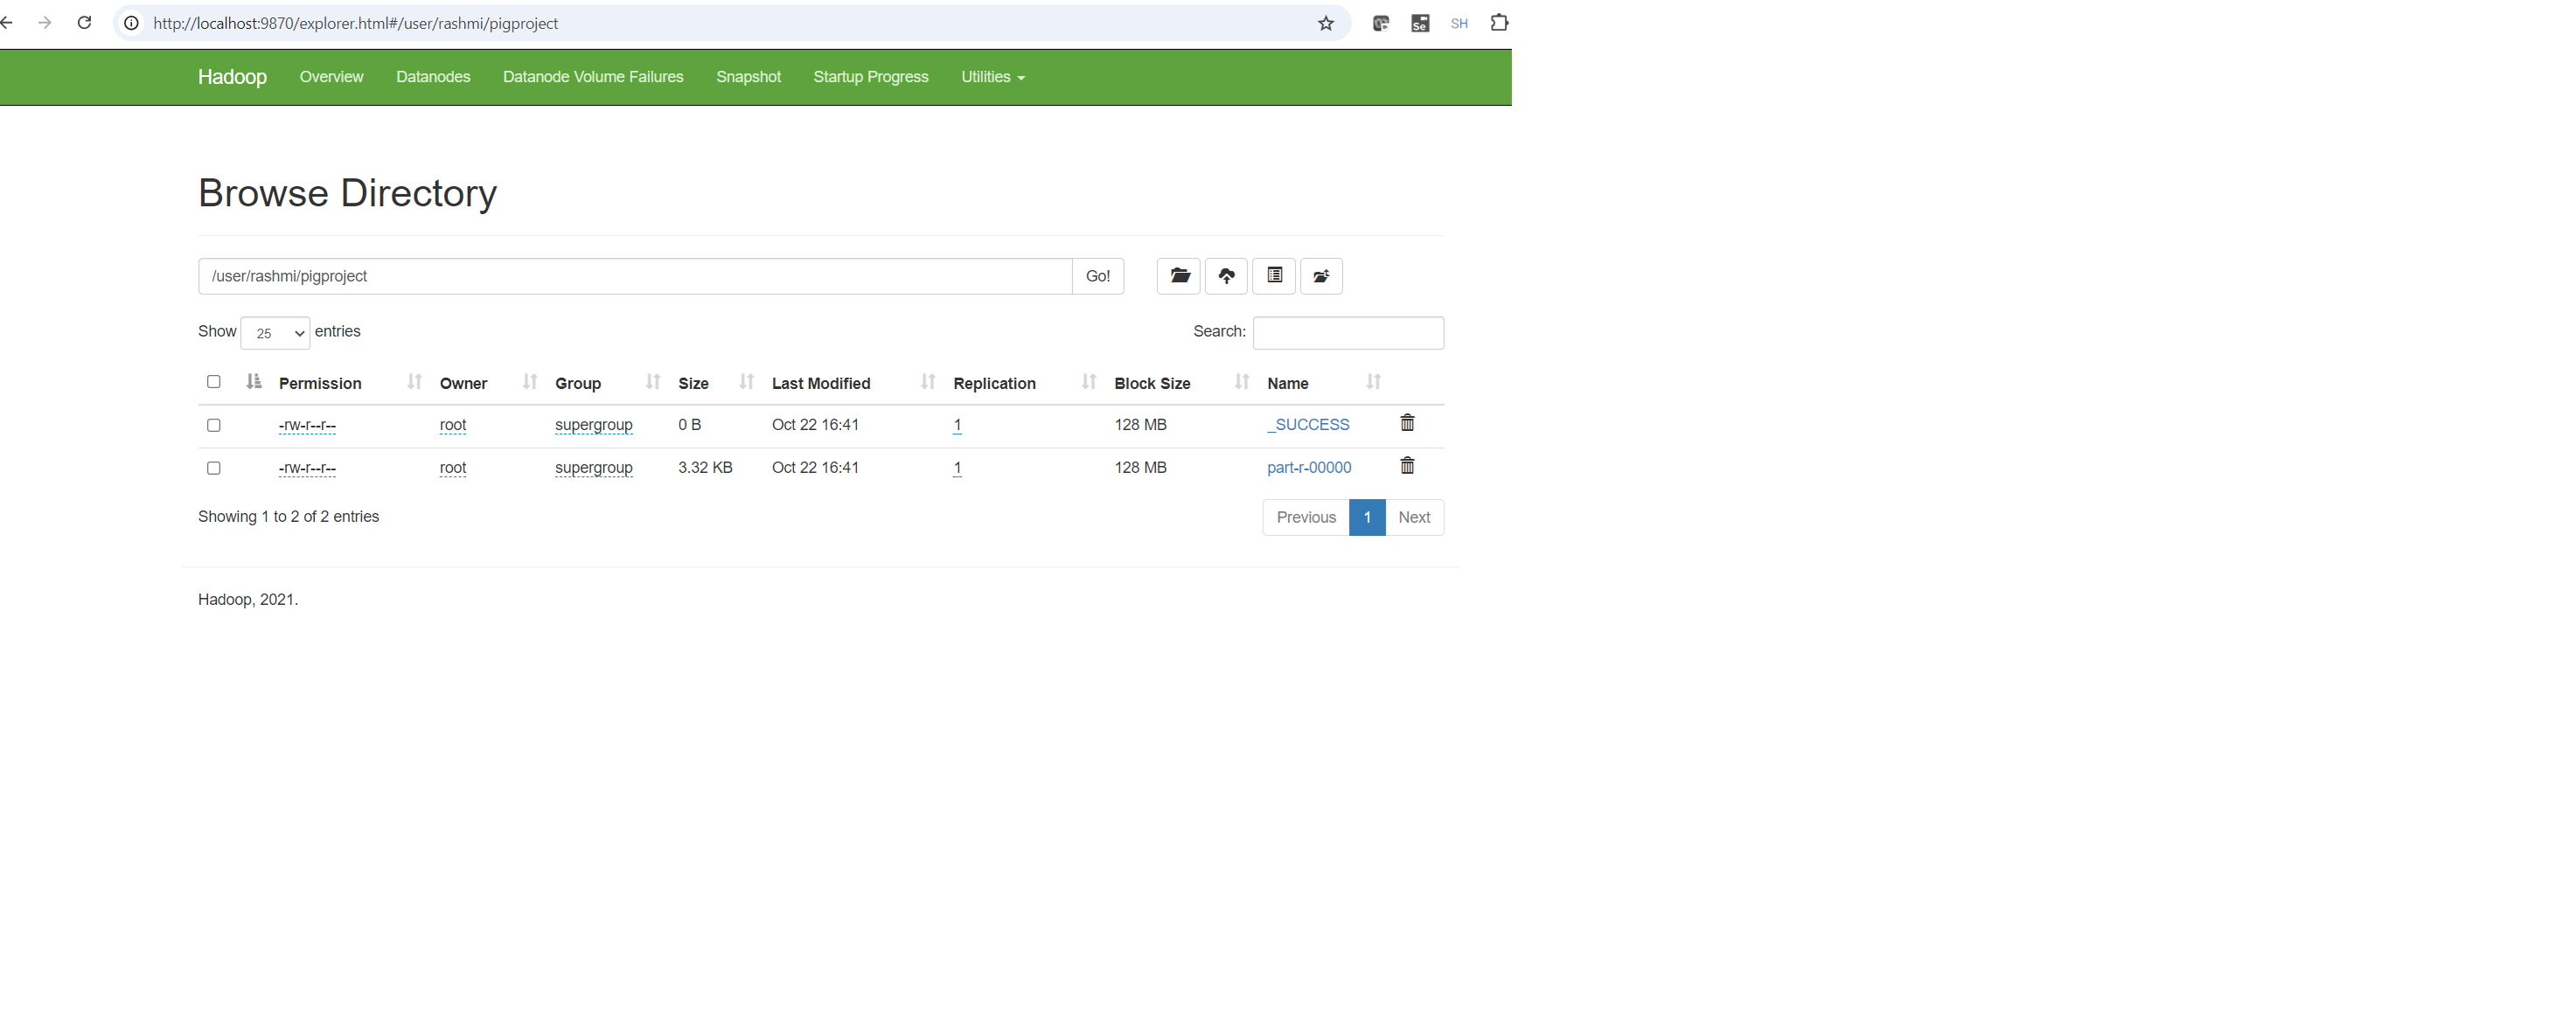 http://localhost:9870/explorer.html#/user/rashmi/pigproject
Se SH
Hadoop Overview Datanodes Datanode Volume Failures Snapshot Startup Progress Utilities
Browse Directory
/user/rashmi/pigproject Go!
Show 25 entries Search:
Permission Owner Group Size Last Modified Replication Block Size Name
-rw-r--r-- root supergroup 0 B Oct 22 16:41 1 128 MB _SUCCESS
-rw-r--r-- root supergroup 3.32 KB Oct 22 16:41 1 128 MB part-r-00000
Showing 1 to 2 of 2 entries Previous 1 Next
Hadoop, 2021.